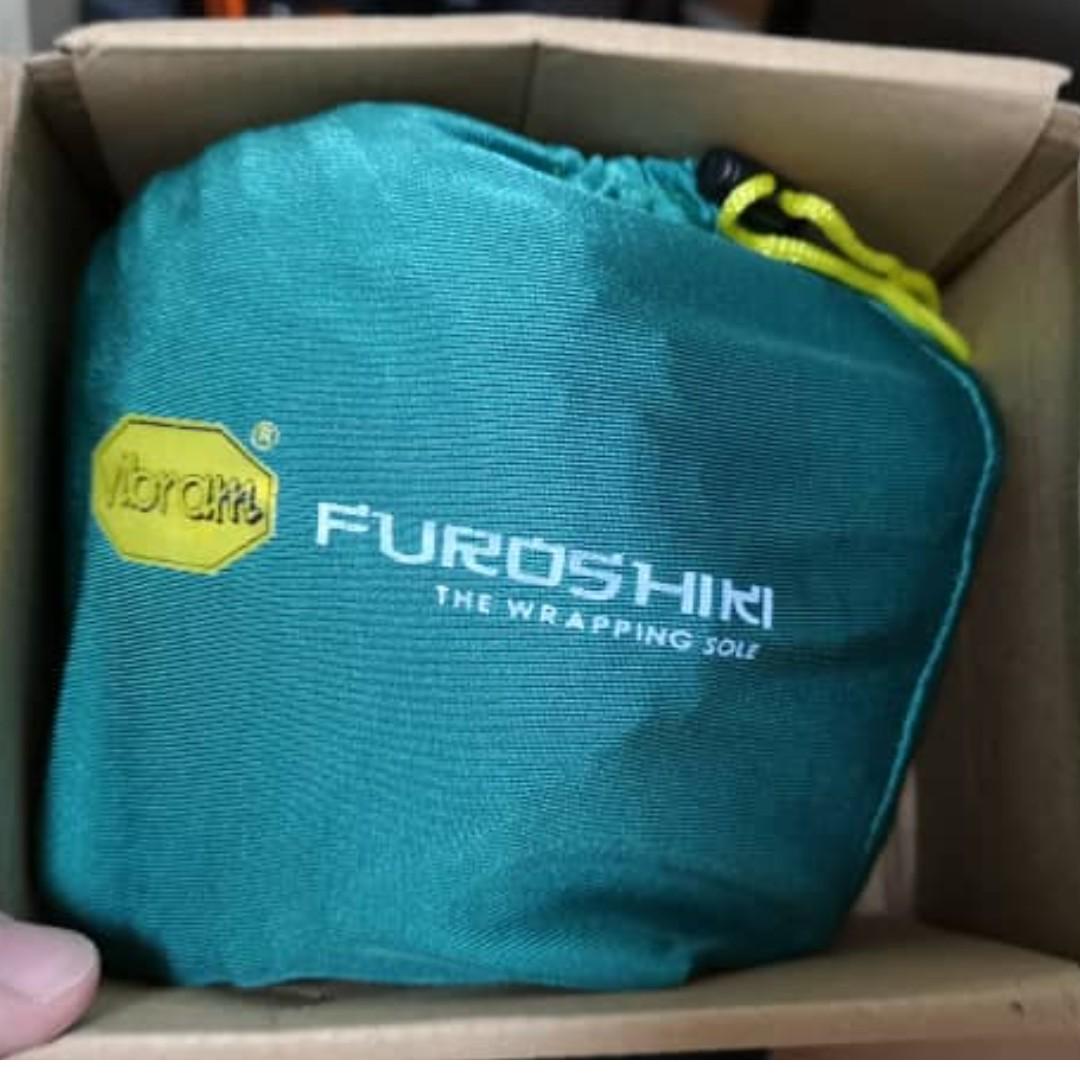 vibram®
FUROSHIKI
THE WRAPPING SOLE